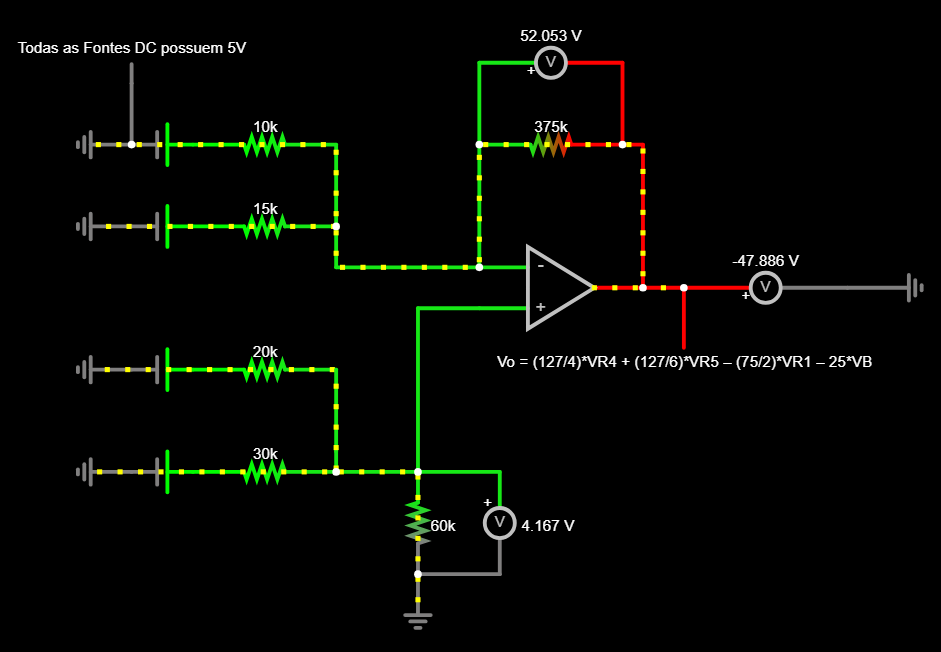 52.053 V
Todas as Fontes DC possuem 5V
10k
375k
15k
-47.886 V
Vo = (127/4)*VR4 + (127/6)*VR5 – (75/2)*VR1 – 25*VB
20k
30k
60k
4.167 V